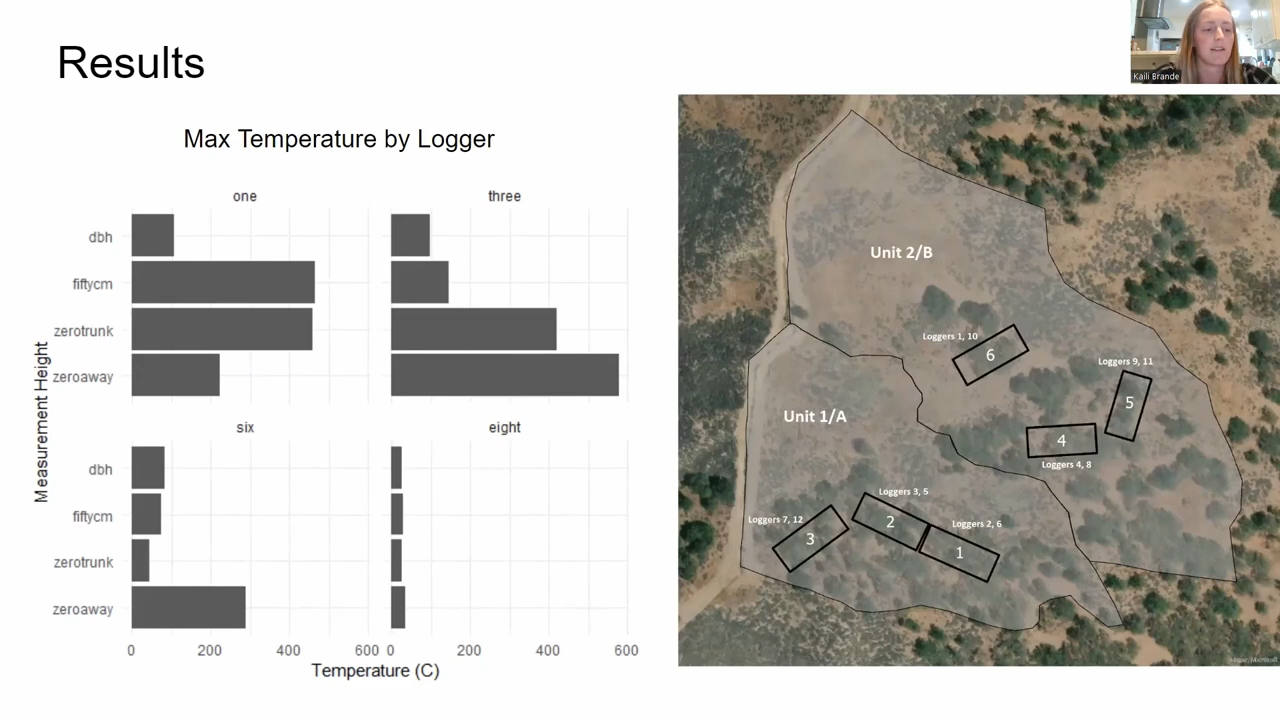 Results
Kaili Brande
Max Temperature by Logger
one
three
dbh
fiftycm
zerotrunk
zeroaway
six
eight
dbh
fiftycm
zerotrunk
zeroaway
Measurement Height
0 200 400 600 0 200 400 600
Temperature (C)
Unit 2/B
Loggers 1, 10
6
Loggers 9, 11
5
Unit 1/A
4
Loggers 4, 8
Loggers 3, 5
2
Loggers 7, 12
3
Loggers 2, 6
1